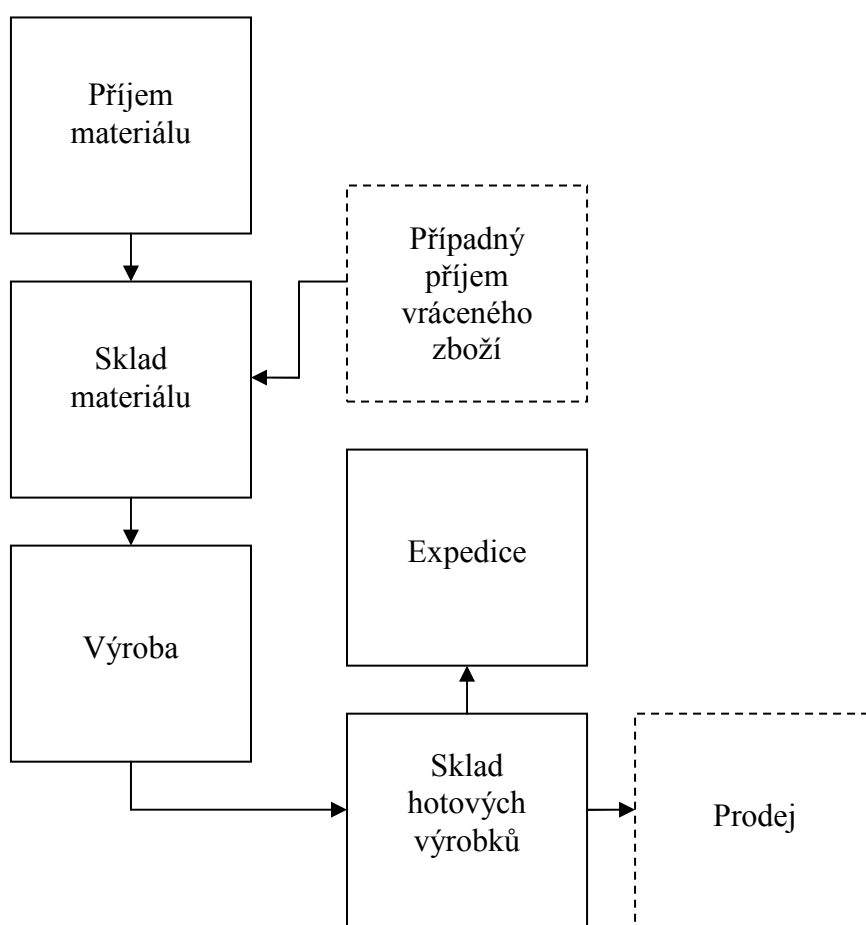 Příjem
materiálu
Případný
příjem
vráceného
zboží
Sklad
materiálu
Expedice
Výroba
Sklad
hotových
výrobků
Prodej